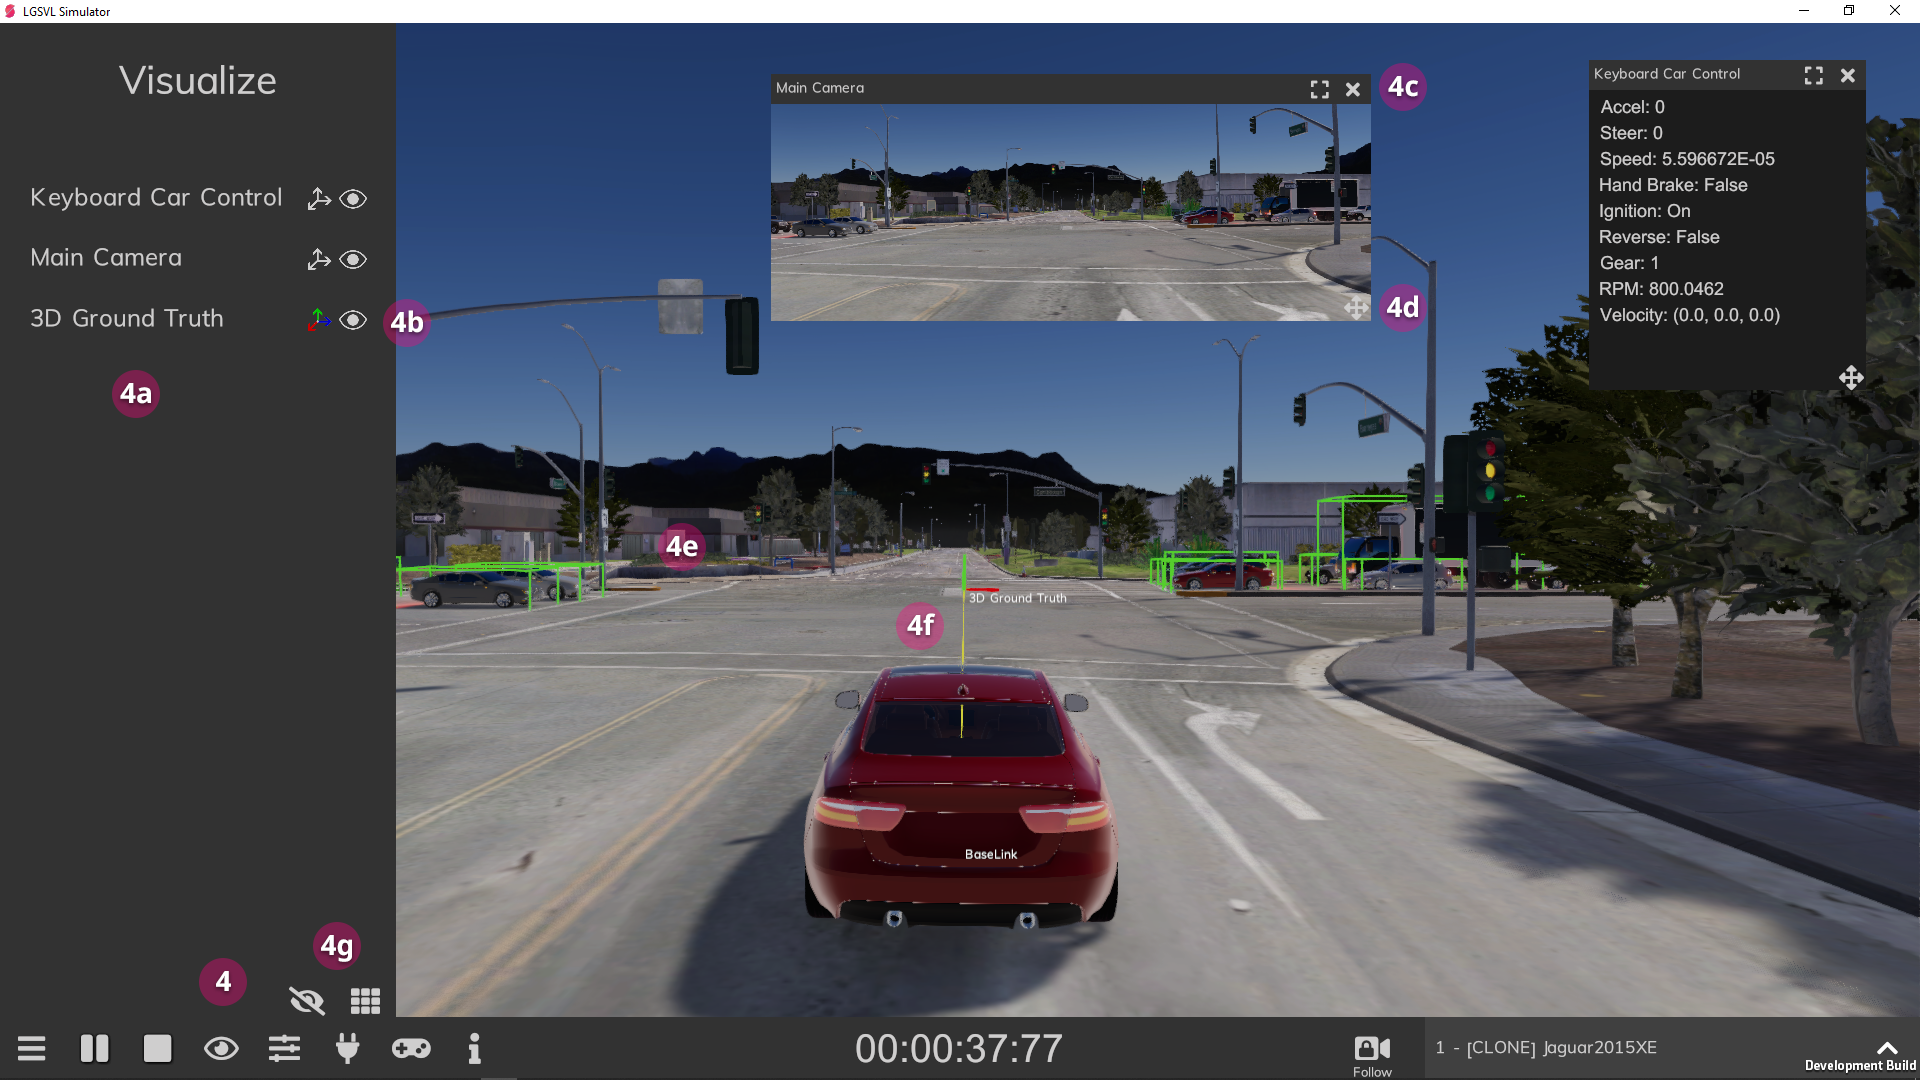 LGSVL Simulator
Visualize
Keyboard Car Control
Main Camera
3D Ground Truth
4a
4b
Main Camera
4c
4d
Keyboard Car Control
Accel: 0
Steer: 0
Speed: 5.596672E-05
Hand Brake: False
Ignition: On
Reverse: False
Gear: 1
RPM: 800.0462
Velocity: (0.0, 0.0, 0.0)
4e
3D Ground Truth
4f
BaseLink
4g
4
00:00:37:77
Follow
1 - [CLONE] Jaguar2015XE
Development Build